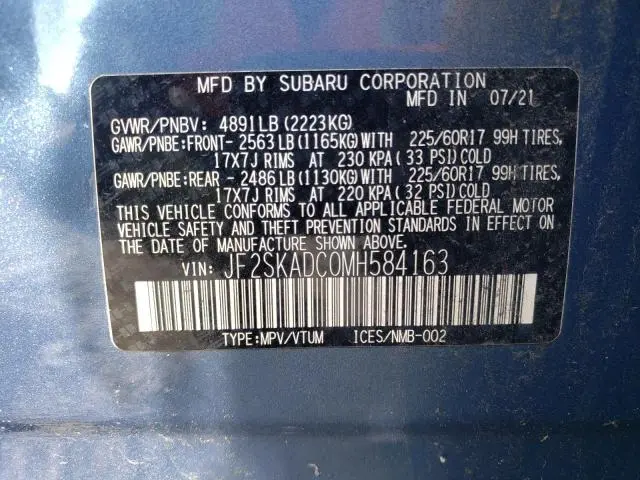 MFD BY SUBARU CORPORATION
MFD IN 07/21
GVWR/PNBV: 4891LB(2223KG)
GAWR/PNBE:FRONT- 2563LB(1165KG)WITH 225/60R17 99H TIRES,
17X7J RIMS AT 230 KPA(33 PSI)COLD
GAWR/PNBE:REAR - 2486LB(1130KG)WITH 225/60R17 99H TIRES,
17X7J RIMS AT 220 KPA(32 PSI)COLD
THIS VEHICLE CONFORMS TO ALL APPLICABLE FEDERAL MOTOR
VEHICLE SAFETY AND THEFT PREVENTION STANDARDS IN EFFECT ON
THE DATE OF MANUFACTURE SHOWN ABOVE.
VIN: JF2SKADC0MH584163
TYPE:MPV/VTUM ICES/NMB-002